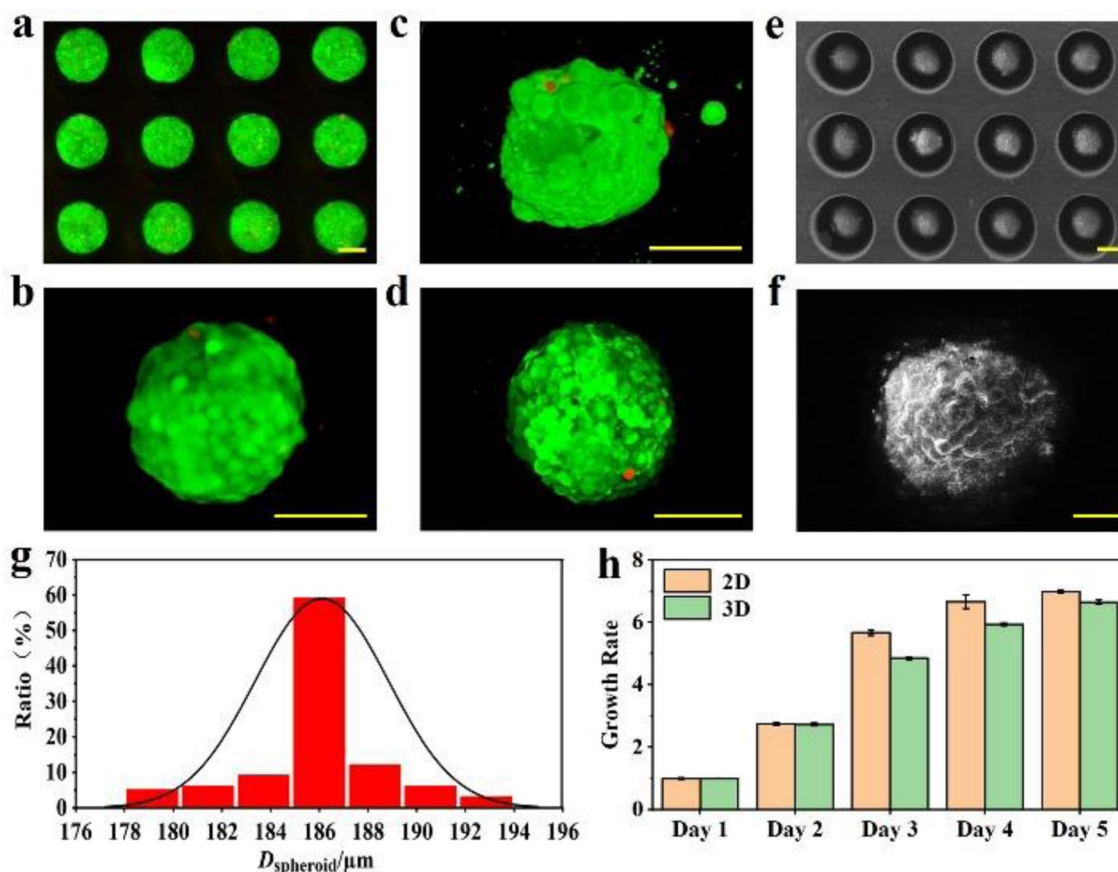 a
c
e
b
d
f
g
70
60
50
40
30
20
10
0
Ratio（%）
176 178 180 182 184 186 188 190 192 194 196
Dspheroid/μm
h
8
6
4
2
0
Growth Rate
2D
3D
Day 1 Day 2 Day 3 Day 4 Day 5